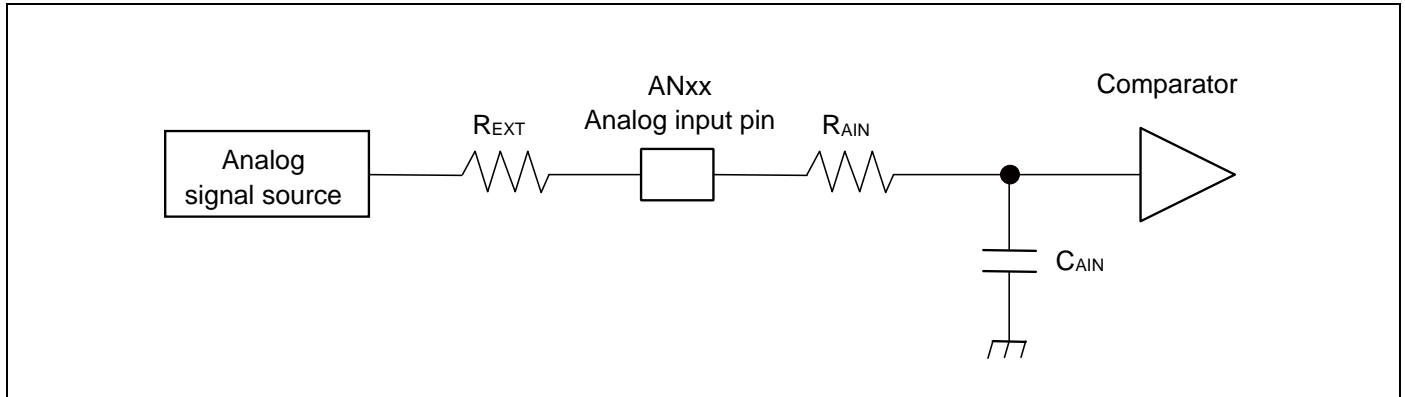 Analog
signal source
REXT
ANxx
Analog input pin
RAIN
Comparator
CAIN